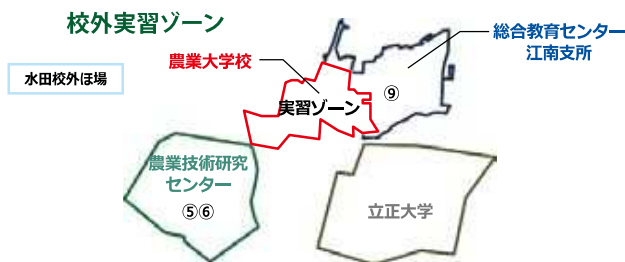 校外実習ゾーン
総合教育センター
江南支所
農業大学校
水田校外ほ場
実習ゾーン
⑨
農業技術研究
センター
⑤⑥
立正大学